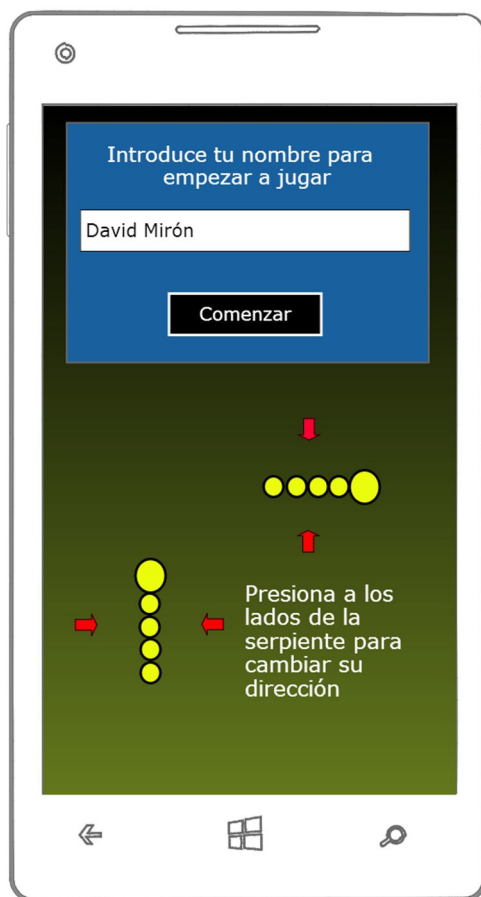 Introduce tu nombre para
empezar a jugar
David Mirón
Comenzar
Presiona a los
lados de la
serpiente para
cambiar su
dirección